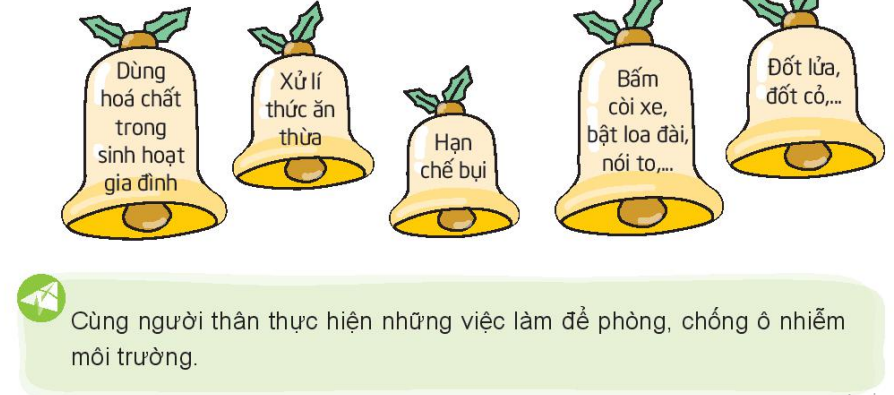 Dùng
hoá chất
trong
sinh hoạt
gia đình
Xử lí
thức ăn
thừa
Hạn
chế bụi
Bấm
còi xe,
bật loa đài,
nói to,...
Đốt lửa,
đốt cỏ,...
Cùng người thân thực hiện những việc làm để phòng, chống ô nhiễm
môi trường.